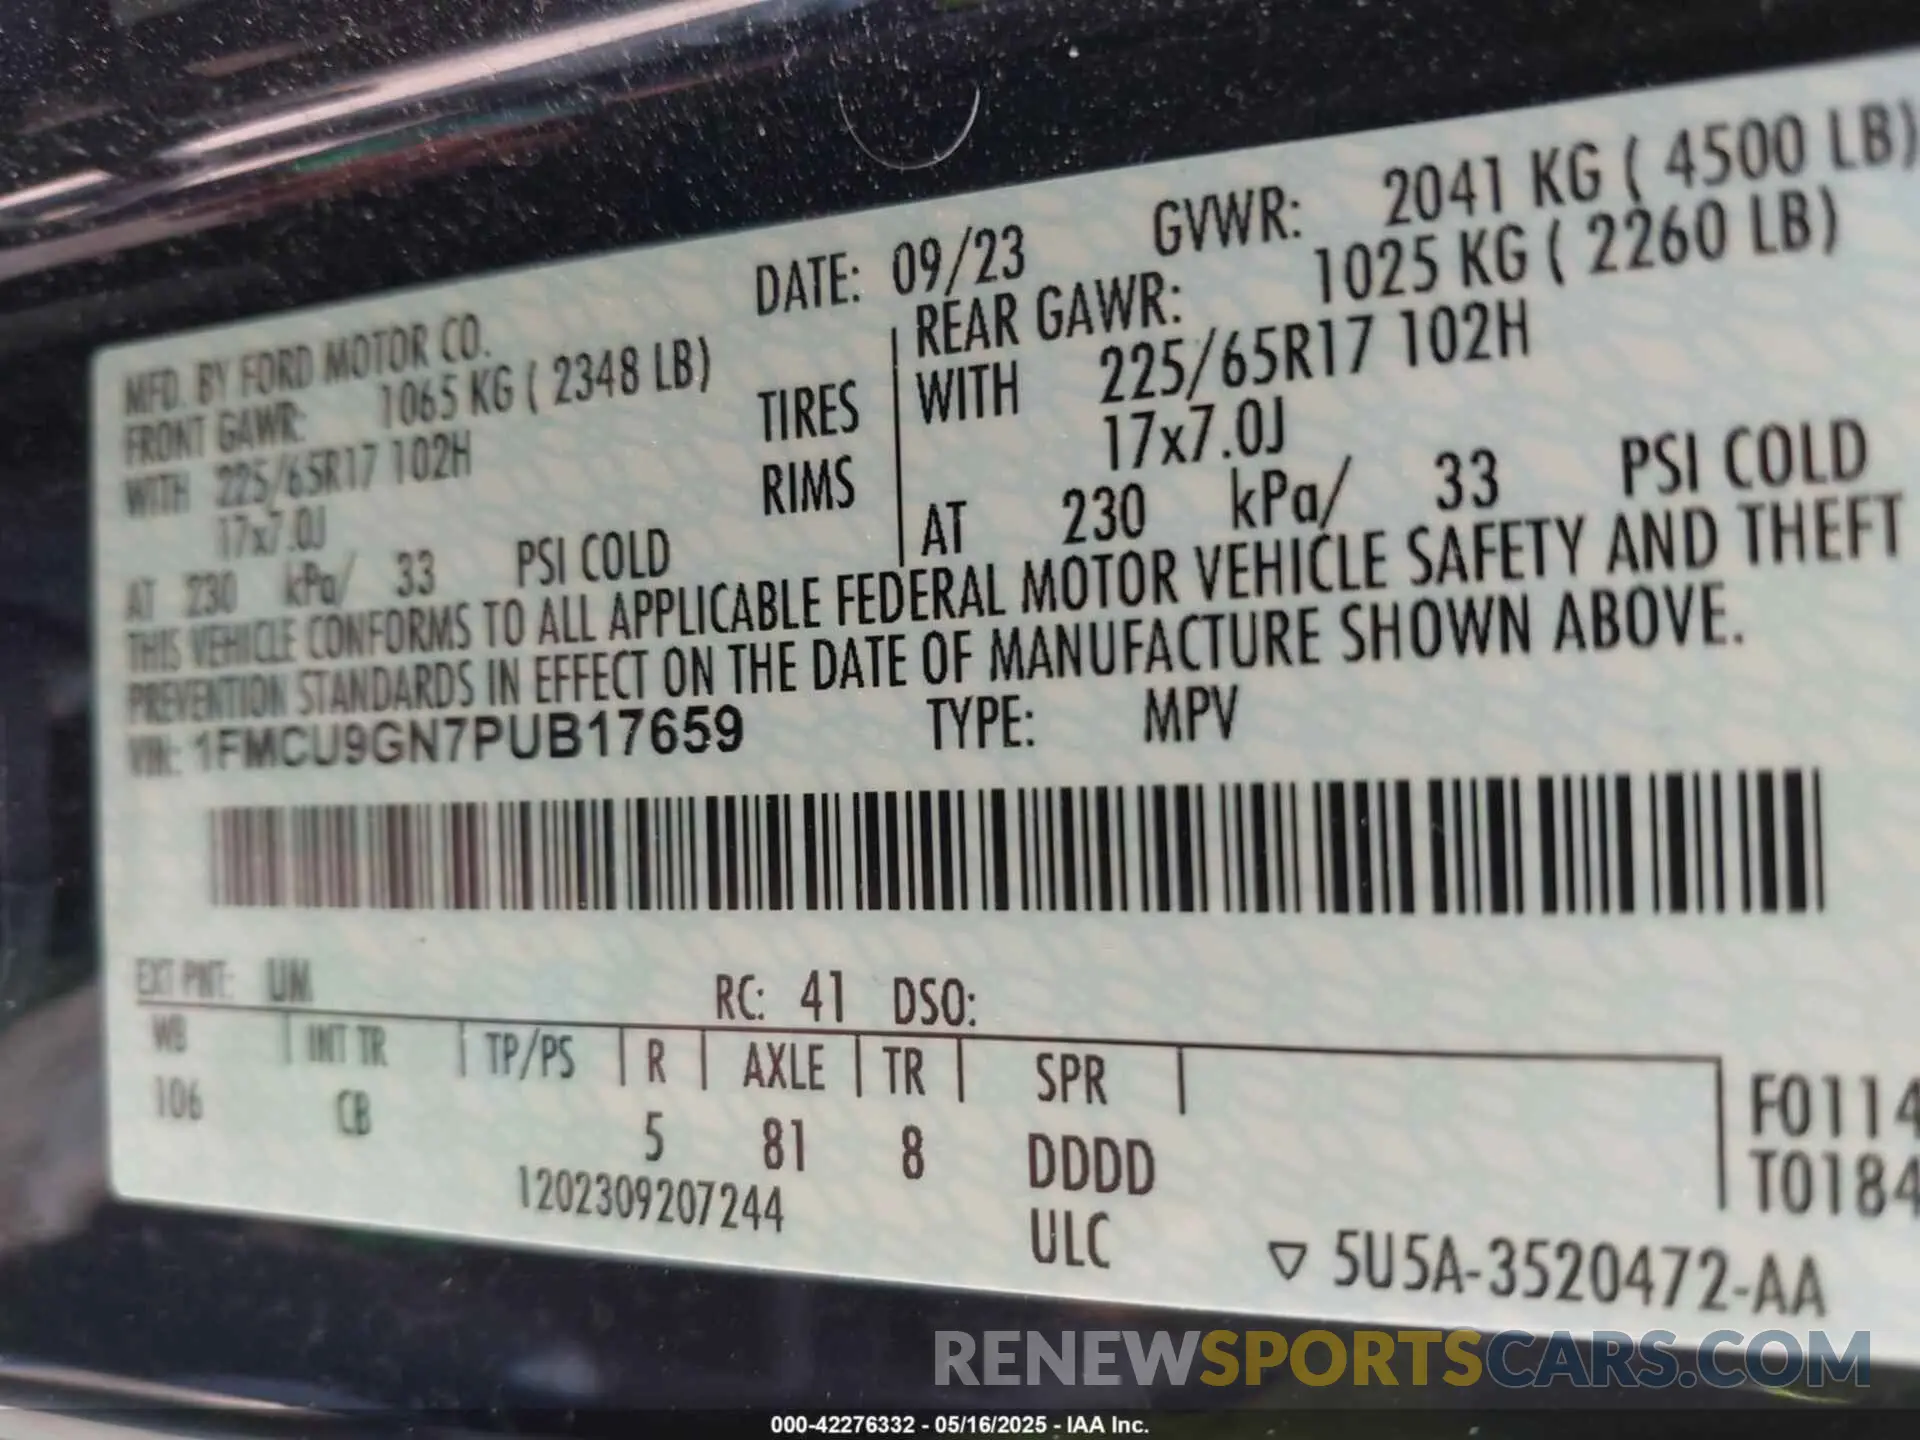 MFD. BY FORD MOTOR CO. DATE: 09/23 GVWR: 2041 KG ( 4500 LB)
FRONT GAWR: 1065 KG ( 2348 LB) REAR GAWR: 1025 KG ( 2260 LB)
WITH 225/65R17 102H TIRES WITH 225/65R17 102H
17x7.0J RIMS 17x7.0J
AT 230 kPa/ 33 PSI COLD AT 230 kPa/ 33 PSI COLD
THIS VEHICLE CONFORMS TO ALL APPLICABLE FEDERAL MOTOR VEHICLE SAFETY AND THEFT
PREVENTION STANDARDS IN EFFECT ON THE DATE OF MANUFACTURE SHOWN ABOVE.
VIN: 1FMCU9GN7PUB17659 TYPE: MPV
EXT PNT: UM RC: 41 DSO:
WB INT TR TP/PS R AXLE TR SPR
106 CB 5 81 8 DDDD
F0114
T0184
1202309207244 ULC
5U5A-3520472-AA
RENEWSPORTSCARS.COM
000-42276332 - 05/16/2025 - IAA Inc.